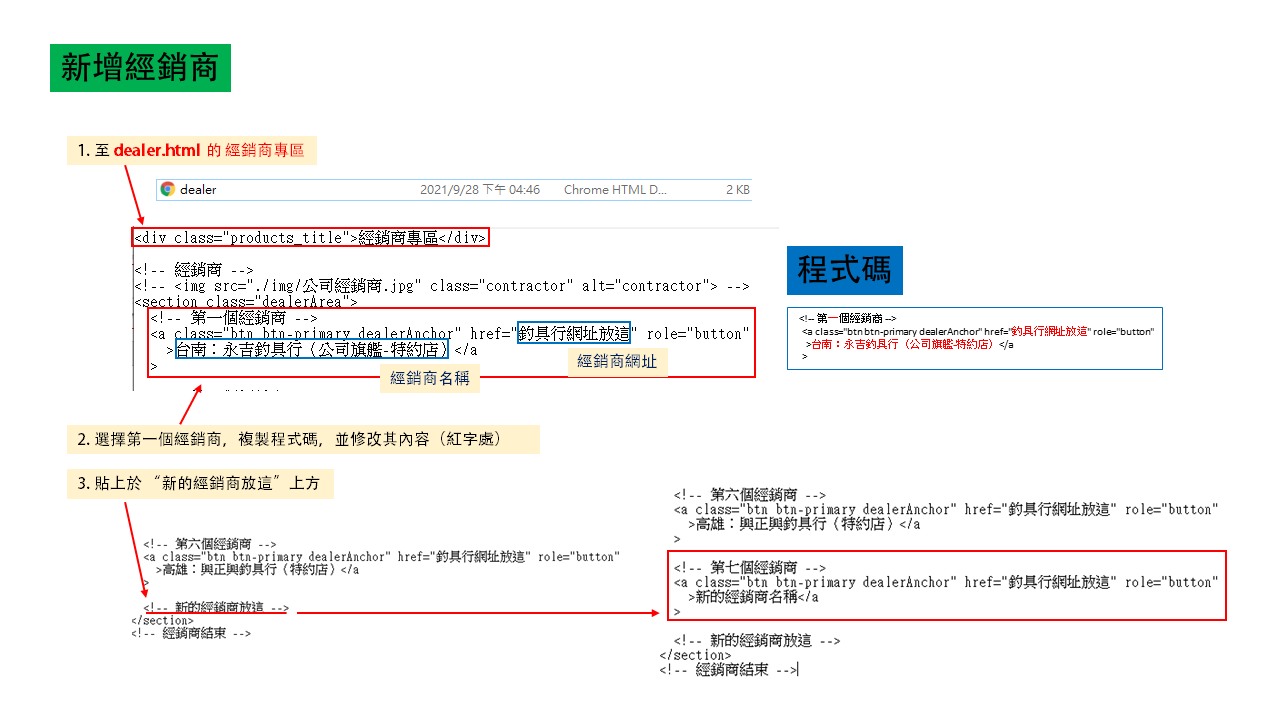 新增經銷商
1. 至 dealer.html 的 經銷商專區
dealer 2021/9/28 下午 04:46 Chrome HTML D... 2 KB
<div class="products_title">經銷商專區</div>
<!-- 經銷商 -->
<!-- <img src="./img/公司經銷商.jpg" class="contractor" alt="contractor"> -->
<section class="dealerArea">
<!-- 第一個經銷商 -->
<a class="btn btn-primary dealerAnchor" href="釣具行網址放這" role="button"
>台南：永吉釣具行（公司旗艦-特約店）</a
>
經銷商網址
經銷商名稱
程式碼
<!-- 第一個經銷商 -->
<a class="btn btn-primary dealerAnchor" href="釣具行網址放這" role="button"
>台南：永吉釣具行（公司旗艦-特約店）</a
>
2. 選擇第一個經銷商，複製程式碼，並修改其內容（紅字處）
3. 貼上於 “新的經銷商放這” 上方
<!-- 第六個經銷商 -->
<a class="btn btn-primary dealerAnchor" href="釣具行網址放這" role="button"
>高雄：興正興釣具行（特約店）</a
>
<!-- 新的經銷商放這 -->
</section>
<!-- 經銷商結束 -->
<!-- 第六個經銷商 -->
<a class="btn btn-primary dealerAnchor" href="釣具行網址放這" role="button"
>高雄：興正興釣具行（特約店）</a
>
<!-- 第七個經銷商 -->
<a class="btn btn-primary dealerAnchor" href="釣具行網址放這" role="button"
>新的經銷商名稱</a
>
<!-- 新的經銷商放這 -->
</section>
<!-- 經銷商結束 -->